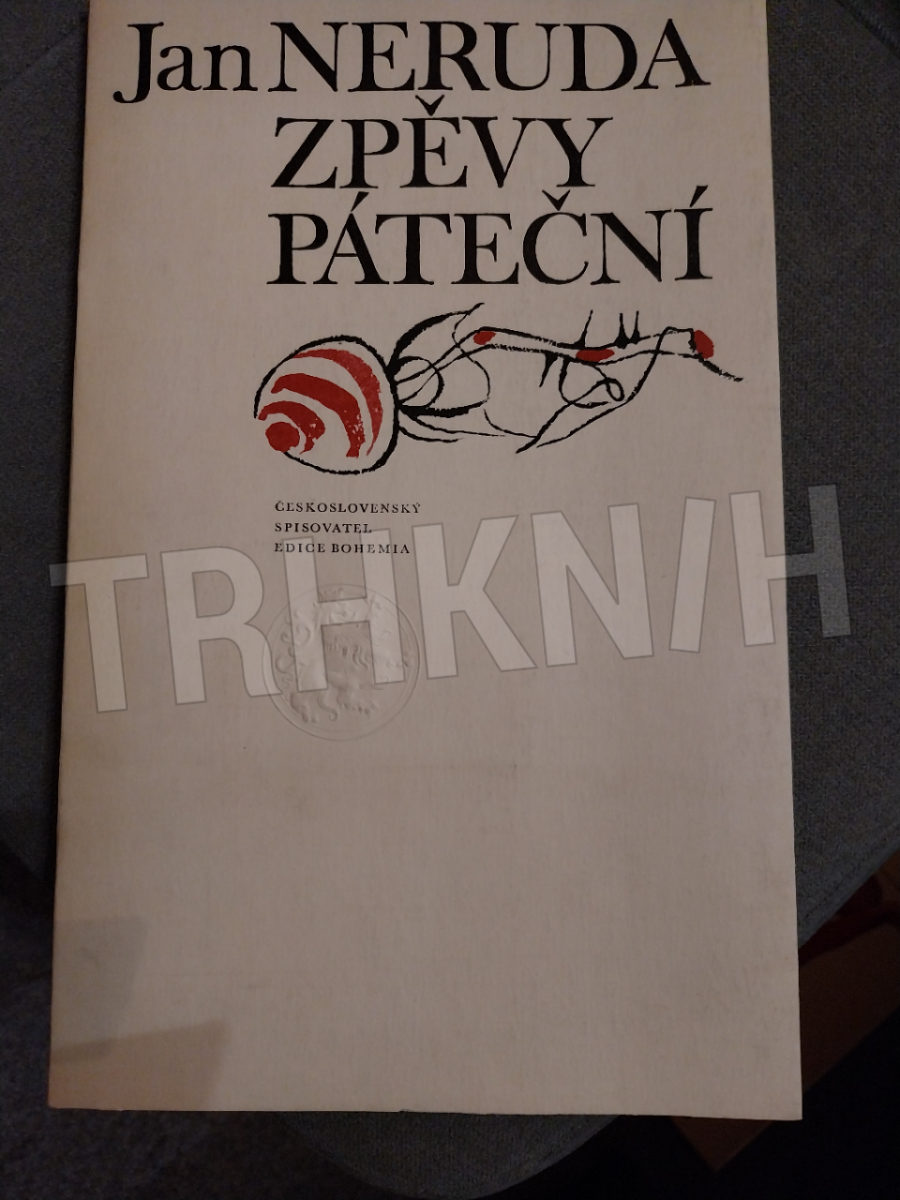 Jan NERUDA
ZPĚVY
PÁTEČNÍ
ČESKOSLOVENSKÝ
SPISOVATEL
EDICE BOHEMIA
TRHKNIH